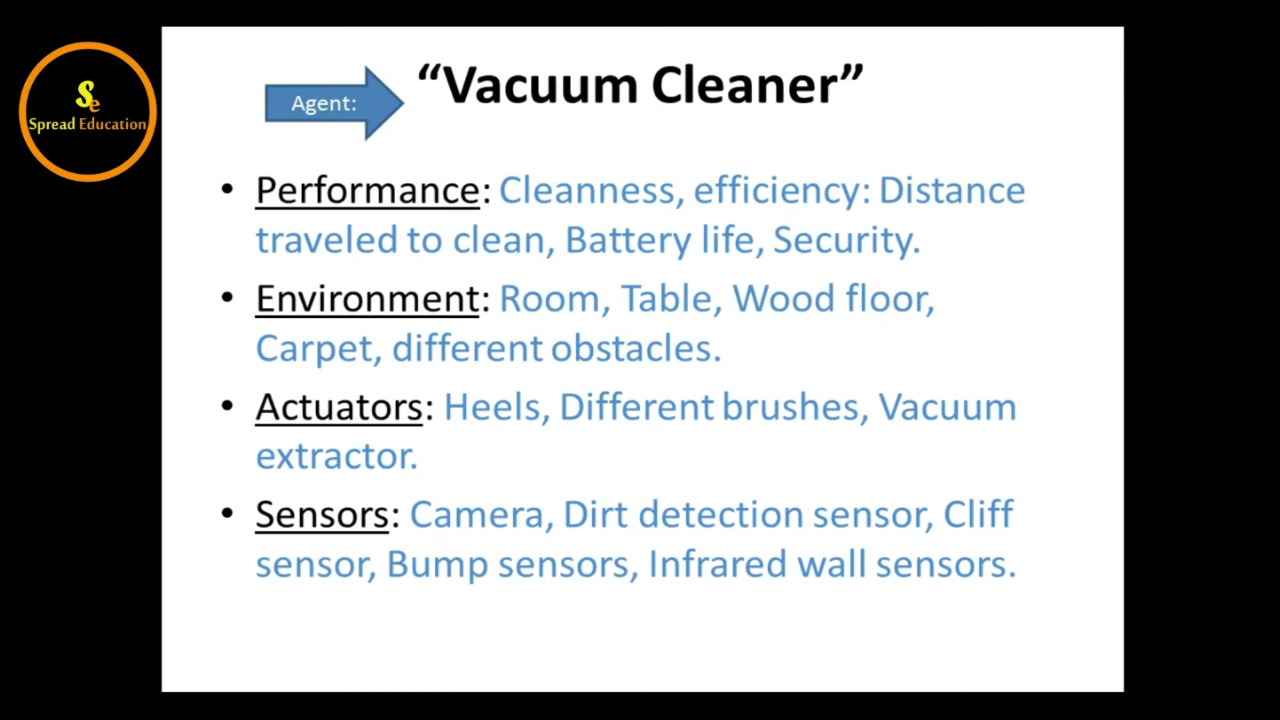 Se
Spread Education
Agent:
“Vacuum Cleaner”
• Performance: Cleanness, efficiency: Distance
traveled to clean, Battery life, Security.
• Environment: Room, Table, Wood floor,
Carpet, different obstacles.
• Actuators: Heels, Different brushes, Vacuum
extractor.
• Sensors: Camera, Dirt detection sensor, Cliff
sensor, Bump sensors, Infrared wall sensors.